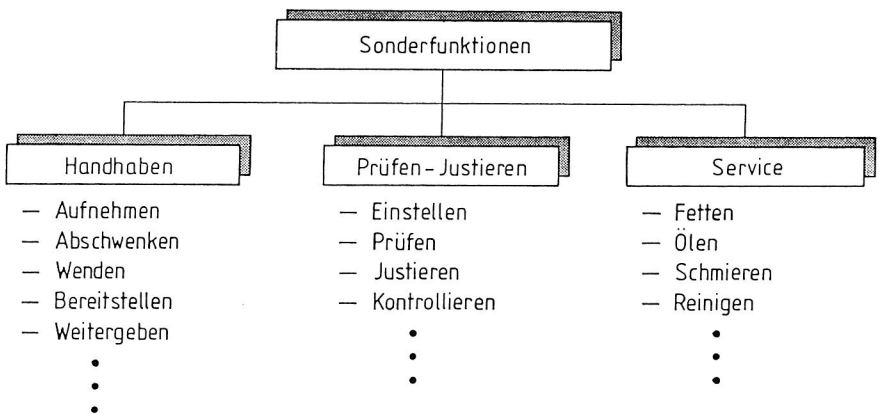 Sonderfunktionen
Handhaben
— Aufnehmen
— Abschwenken
— Wenden
— Bereitstellen
— Weitergeben
Prüfen-Justieren
— Einstellen
— Prüfen
— Justieren
— Kontrollieren
Service
— Fetten
— Ölen
— Schmieren
— Reinigen